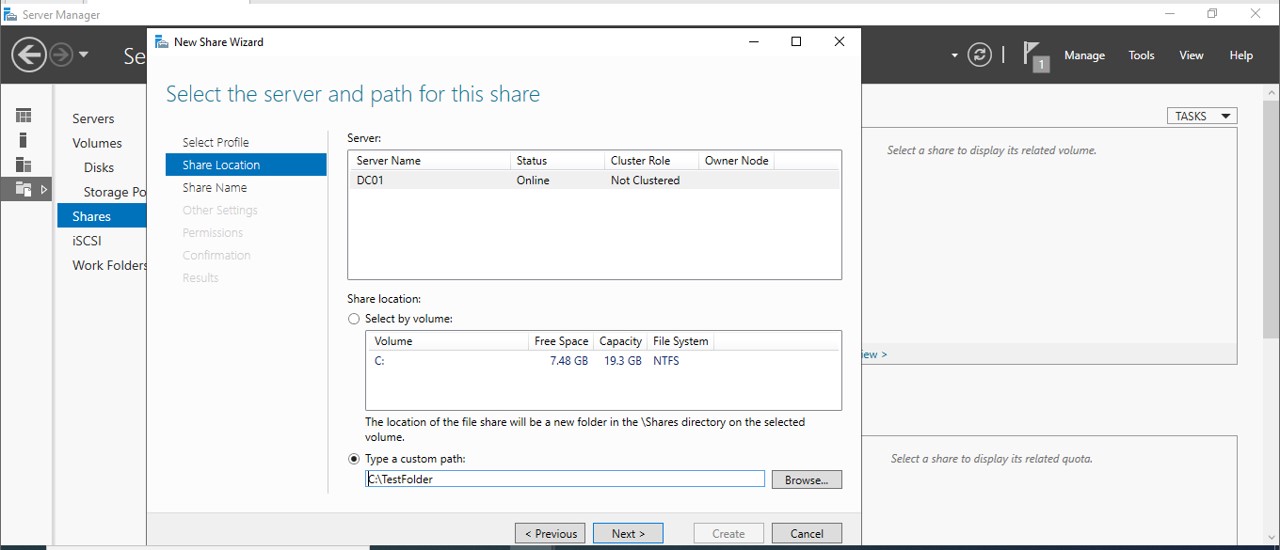 Server Manager
Se
1
Manage
Tools
View
Help
Servers
Volumes
Disks
Storage Po
Shares
iSCSI
Work Folders
New Share Wizard
Select the server and path for this share
Select Profile
Share Location
Share Name
Other Settings
Permissions
Confirmation
Results
Server:
Server Name Status Cluster Role Owner Node
DC01 Online Not Clustered
Share location:
Select by volume:
Volume Free Space Capacity File System
C: 7.48 GB 19.3 GB NTFS
The location of the file share will be a new folder in the \Shares directory on the selected
volume.
Type a custom path:
C:\TestFolder
Browse...
< Previous
Next >
Create
Cancel
TASKS
Select a share to display its related volume.
iew >
Select a share to display its related quota.